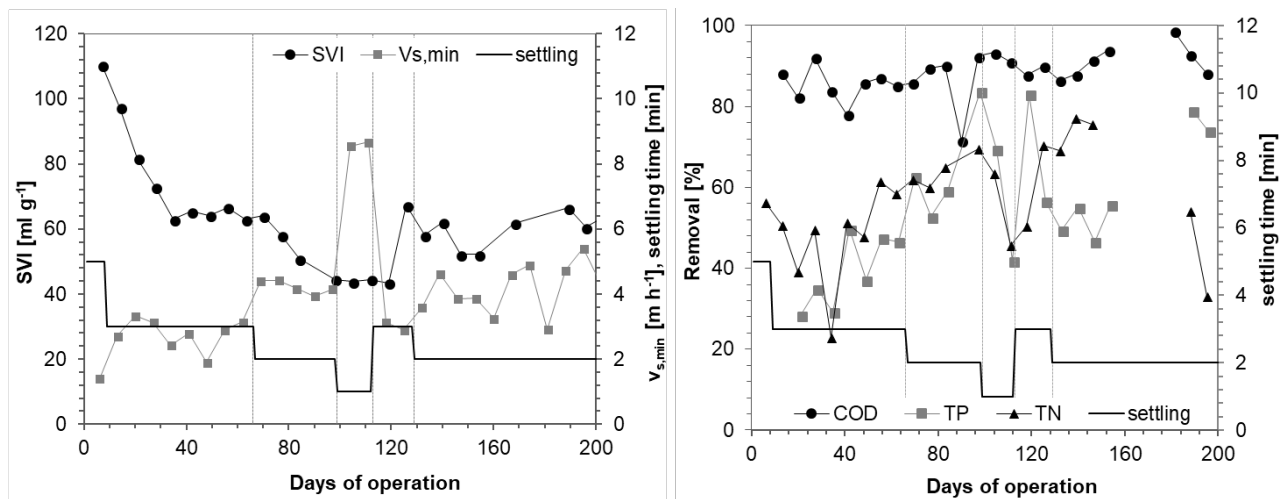 SVI Vs,min settling
120
100
80
60
40
20
0
SVI [ml g-1]
12
10
8
6
4
2
0
vs,min [m h-1], settling time [min]
0 40 80 120 160 200
Days of operation
100
80
60
40
20
0
Removal [%]
12
10
8
6
4
2
0
settling time [min]
COD TP TN settling
0 40 80 120 160 200
Days of operation